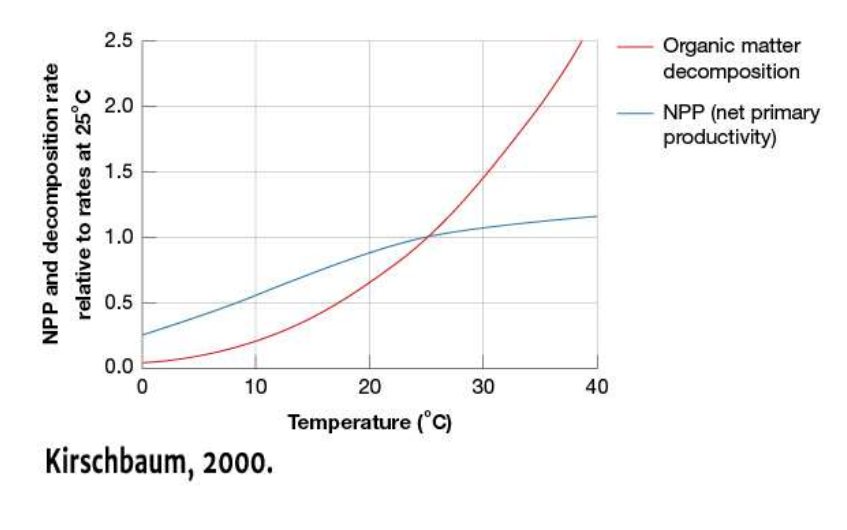 2.5
2.0
1.5
1.0
0.5
0.0
0 10 20 30 40
NPP and decomposition rate
relative to rates at 25°C
Temperature (°C)
Organic matter
decomposition
NPP (net primary
productivity)
Kirschbaum, 2000.